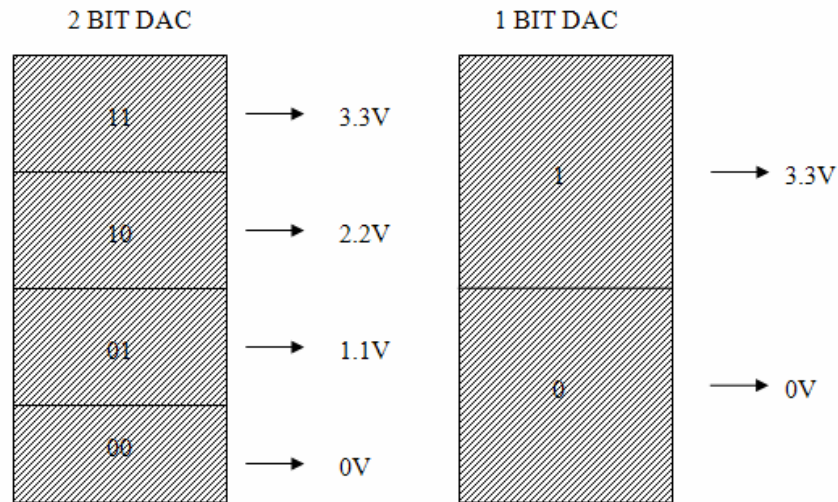 2 BIT DAC
1 BIT DAC
11
3.3V
10
2.2V
01
1.1V
00
0V
1
3.3V
0
0V